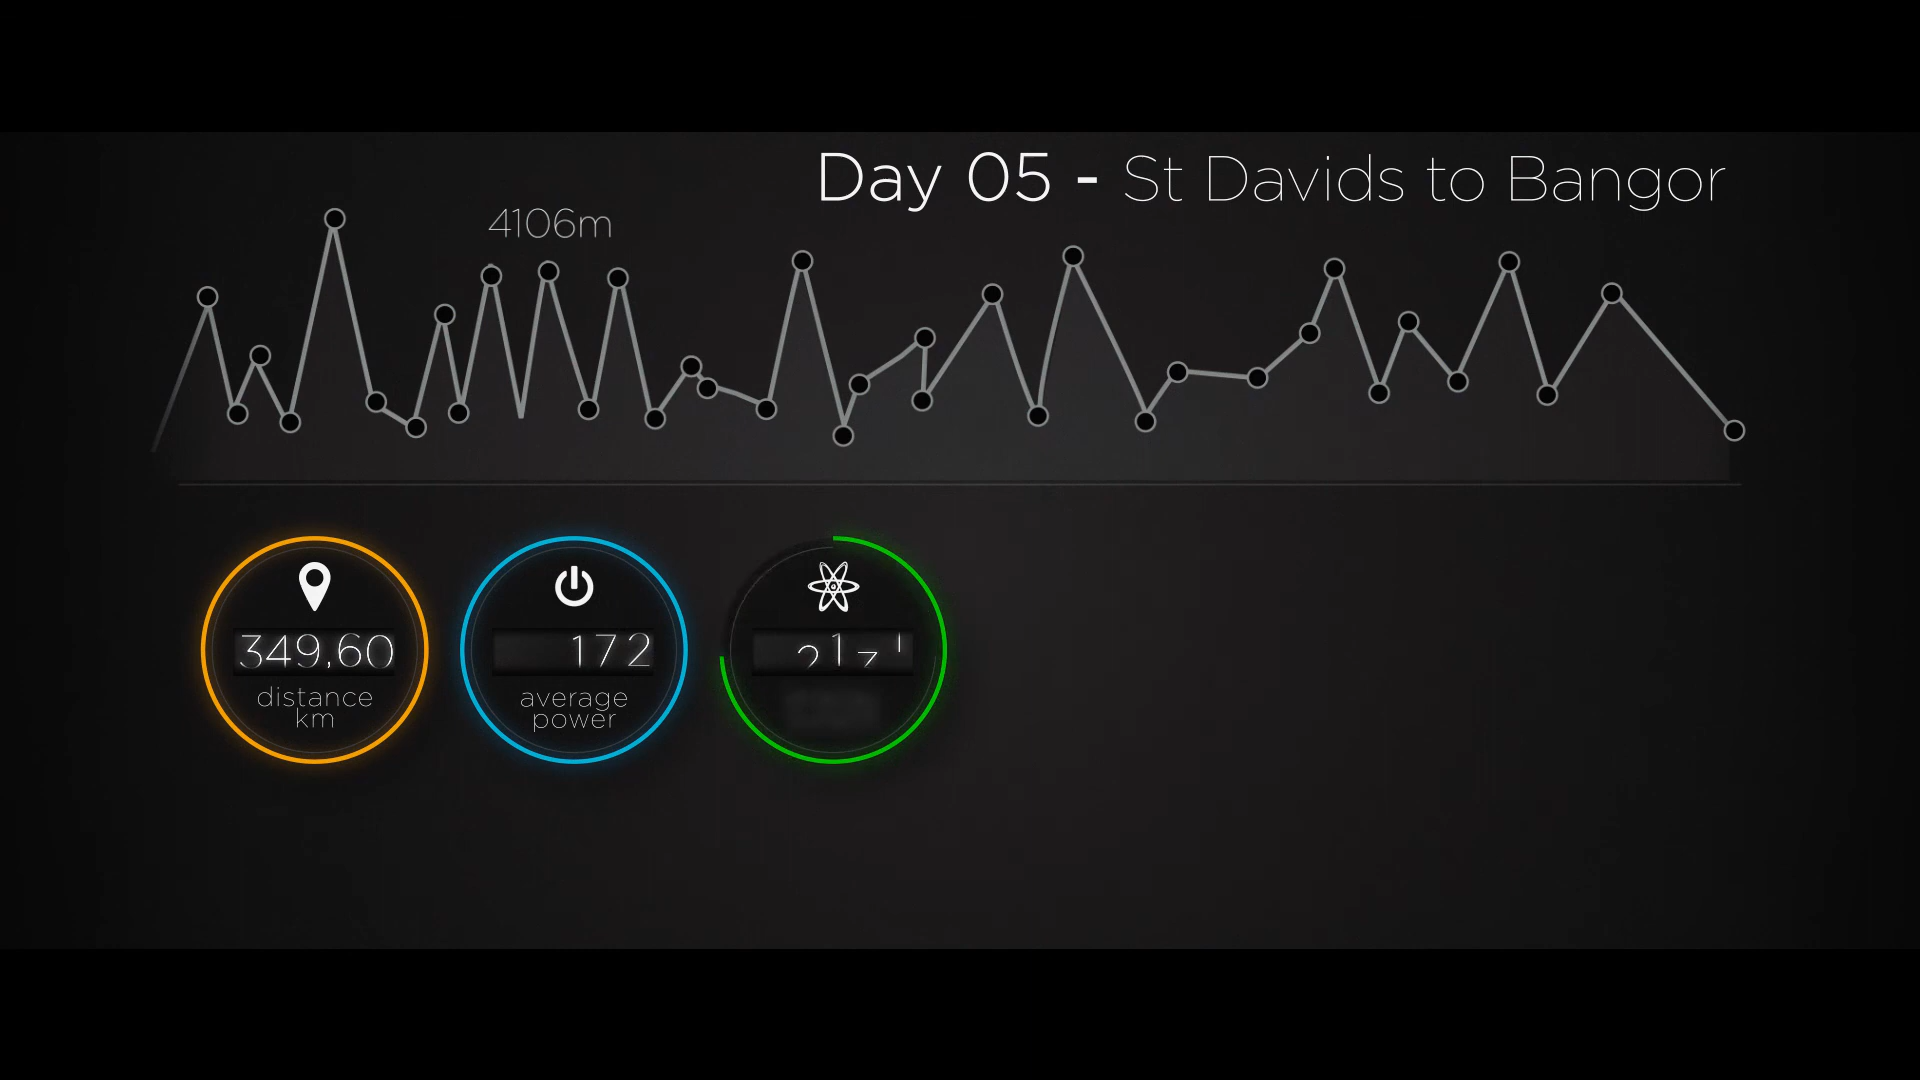 Day 05 - St Davids to Bangor
4106m
349,60
distance
km
172
average
power